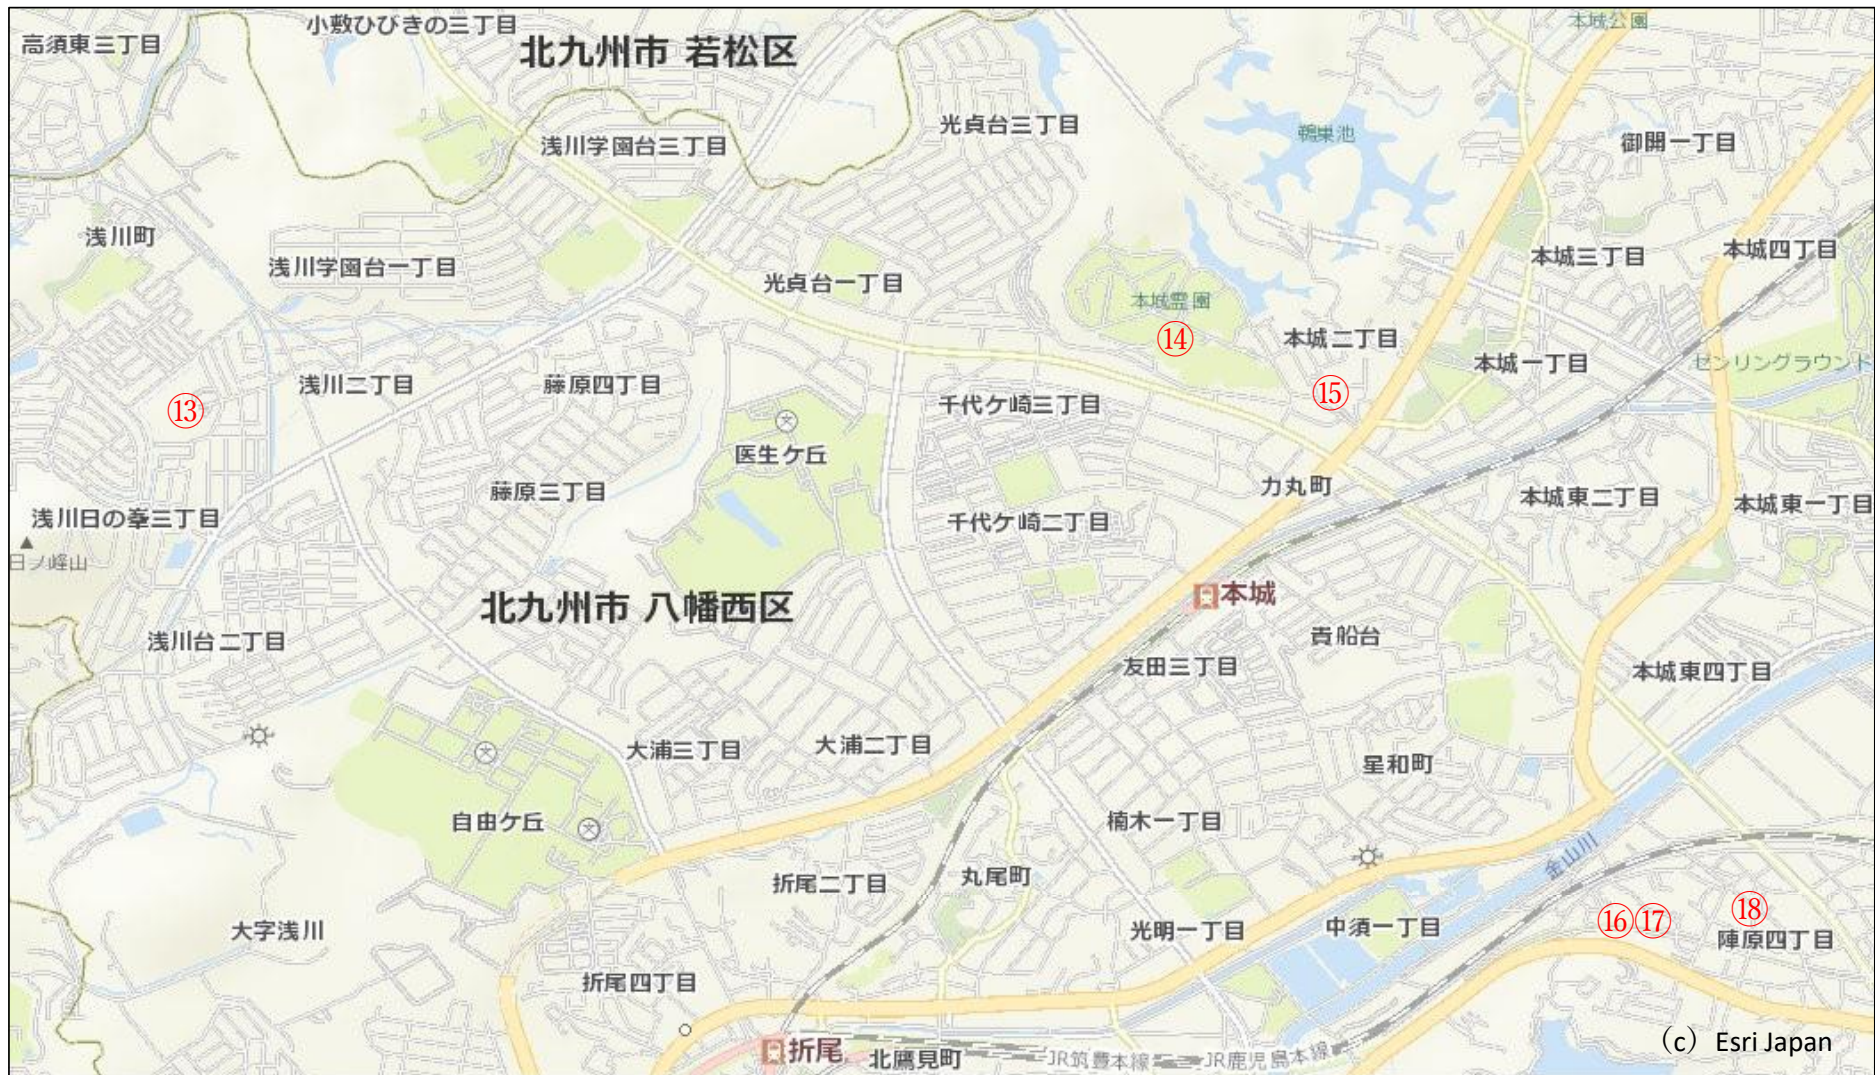 本城公園
小敷ひびきの三丁目
高須東三丁目
北九州市 若松区
光貞台三丁目
鴨巣池
御開一丁目
浅川学園台三丁目
浅川町
浅川学園台一丁目
本城三丁目
本城四丁目
光貞台一丁目
本城霊園
⑭
本城二丁目
本城一丁目
ゼンリングラウンド
浅川二丁目
藤原四丁目
⑮
千代ケ崎三丁目
⑬
医生ケ丘
藤原三丁目
力丸町
本城東二丁目
本城東一丁目
浅川日の峯三丁目
千代ケ崎二丁目
日ノ峰山
本城
北九州市 八幡西区
貴船台
浅川台二丁目
友田三丁目
本城東四丁目
大浦三丁目
大浦二丁目
星和町
自由ケ丘
楠木一丁目
金山川
折尾二丁目
丸尾町
⑱
⑯⑰
大字浅川
光明一丁目
中須一丁目
陣原四丁目
折尾四丁目
折尾
北鷹見町
JR筑豊本線
JR鹿児島本線
（c）Esri Japan